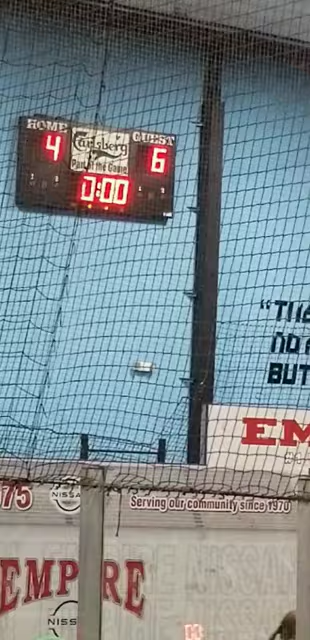 HOME
GUEST
Carlsberg
Part of the Game
4
6
0:00
"THE
NO
BUT
EM
75
NISSAN
Serving our community since 1970
EMPIRE
NISS